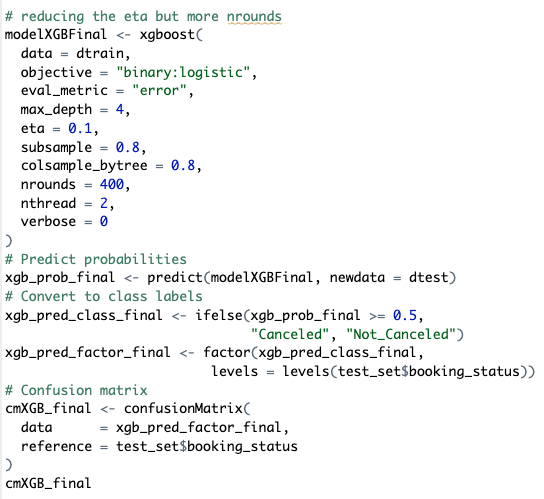 # reducing the eta but more nrounds
modelXGBFinal <- xgboost(
  data = dtrain,
  objective = "binary:logistic",
  eval_metric = "error",
  max_depth = 4,
  eta = 0.1,
  subsample = 0.8,
  colsample_bytree = 0.8,
  nrounds = 400,
  nthread = 2,
  verbose = 0
)
# Predict probabilities
xgb_prob_final <- predict(modelXGBFinal, newdata = dtest)
# Convert to class labels
xgb_pred_class_final <- ifelse(xgb_prob_final >= 0.5,
                               "Canceled", "Not_Canceled")
xgb_pred_factor_final <- factor(xgb_pred_class_final,
                          levels = levels(test_set$booking_status))
# Confusion matrix
cmXGB_final <- confusionMatrix(
  data      = xgb_pred_factor_final,
  reference = test_set$booking_status
)
cmXGB_final